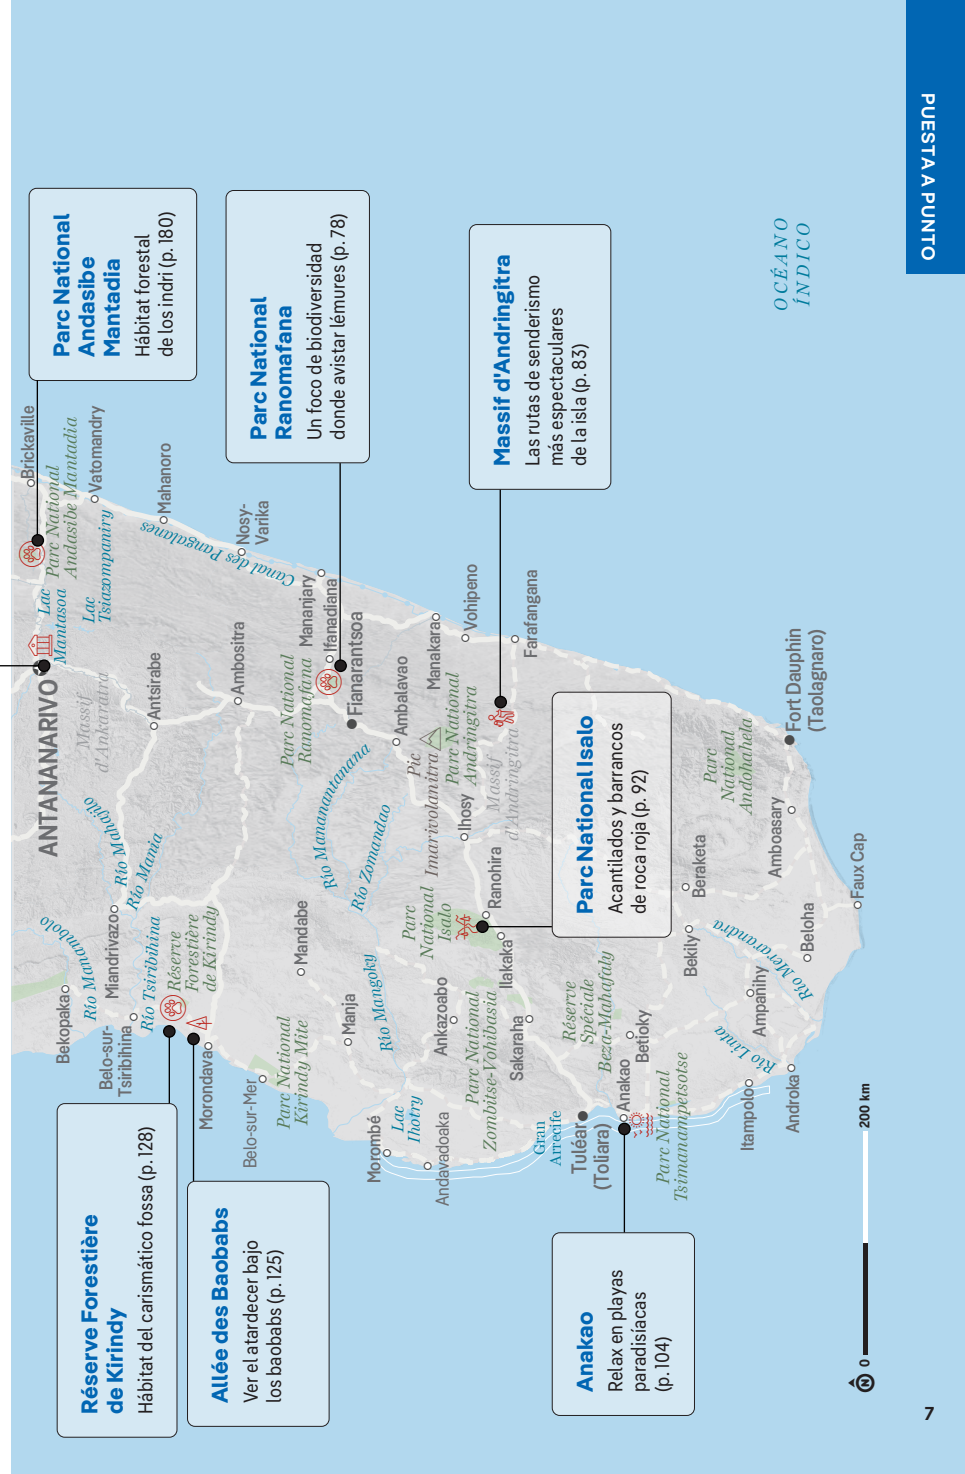 PUESTA A PUNTO
Parc National
Andasibe
Mantadia
Hábitat forestal
de los indri (p. 180)
Parc National
Ranomafana
Un foco de biodiversidad
donde avistar lémures (p. 78)
Massif d'Andringitra
Las rutas de senderismo
más espectaculares
de la isla (p. 83)
Parc National Isalo
Acantilados y barrancos
de roca roja (p. 92)
Réserve Forestière
de Kirindy
Hábitat del carismático fossa (p. 128)
Allée des Baobabs
Ver el atardecer bajo
los baobabs (p. 125)
Anakao
Relax en playas
paradisíacas
(p. 104)
OCÉANO
ÍNDICO
Brickaville
Parc National
Andasibe Mantadia
Vatomandry
Lac
Mantasoa
Lac
Tsiazompaniry
Mahanoro
Canal des Pangalanes
Nosy-
Varika
ANTANANARIVO
Massif
d'Ankaratra
Antsirabe
Ambositra
Mananjary
Ifanadiana
Parc National
Ranomafana
Fianarantsoa
Ambalavao
Manakara
Vohipeno
Farafangana
Pic
Imarivolanitra
Parc National
Andringitra
Massif
d'Andringitra
Ihosy
Ranohira
Río Mahajilo
Río Mania
Río Mananantanana
Río Zomandao
Río Manambolo
Miandrivazo
Bekopaka
Belo-sur-
Tsiribihina
Río Tsiribihina
Réserve
Forestière
de Kirindy
Morondava
Mandabe
Belo-sur-Mer
Parc National
Kirindy Mite
Manja
Río Mangoky
Parc
National
Isalo
Ilakaka
Ankazoabo
Parc National
Zombitse-Vohibasia
Sakaraha
Morombé
Lac
Ihotry
Andavadoaka
Gran
Arrecife
Tuléar
(Toliara)
Anakao
Réserve
Spéciale
Beza-Mahafaly
Betioky
Parc National
Tsimanampetsotse
Bekily
Beraketa
Parc
National
Andohahela
Fort Dauphin
(Taolagnaro)
Amboasary
Faux Cap
Beloha
Río Merarandra
Ampanihy
Río Linta
Itampolo
Androka
N
0
200 km
7